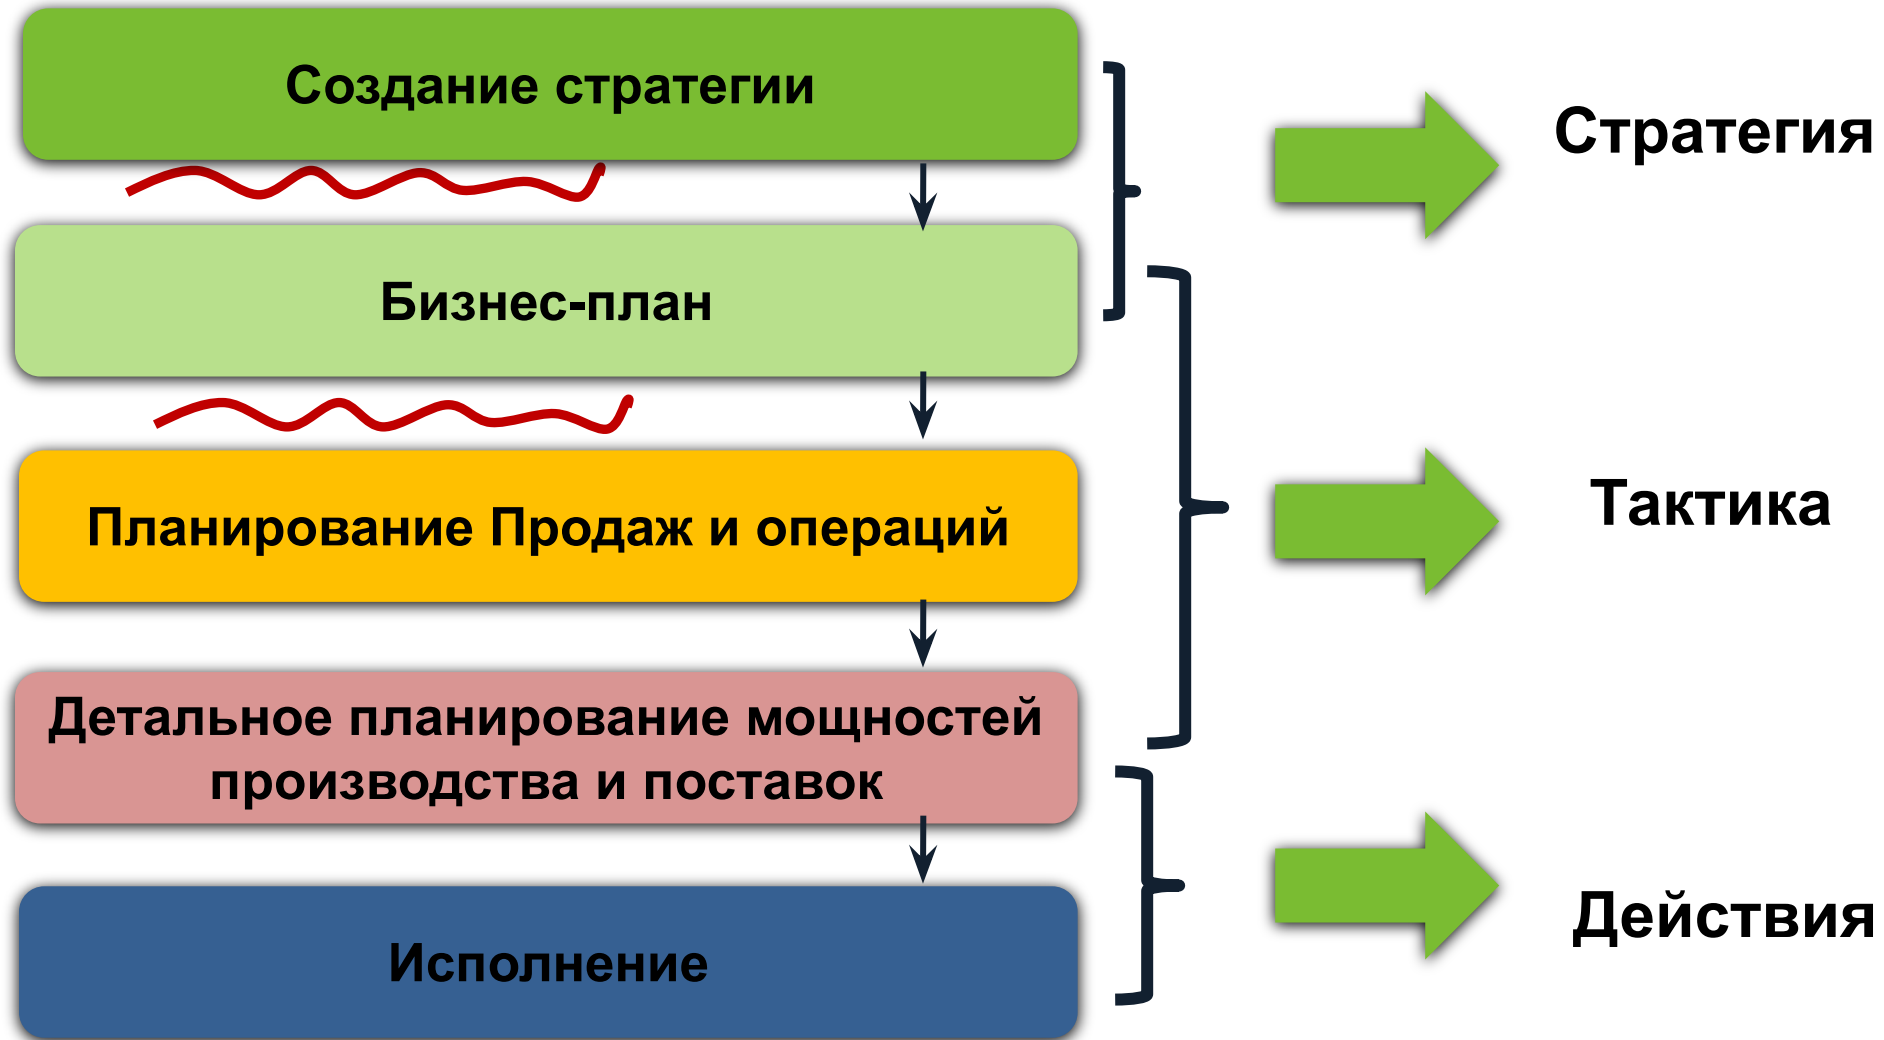 Создание стратегии
Стратегия
Бизнес-план
Планирование Продаж и операций
Тактика
Детальное планирование мощностей
производства и поставок
Исполнение
Действия